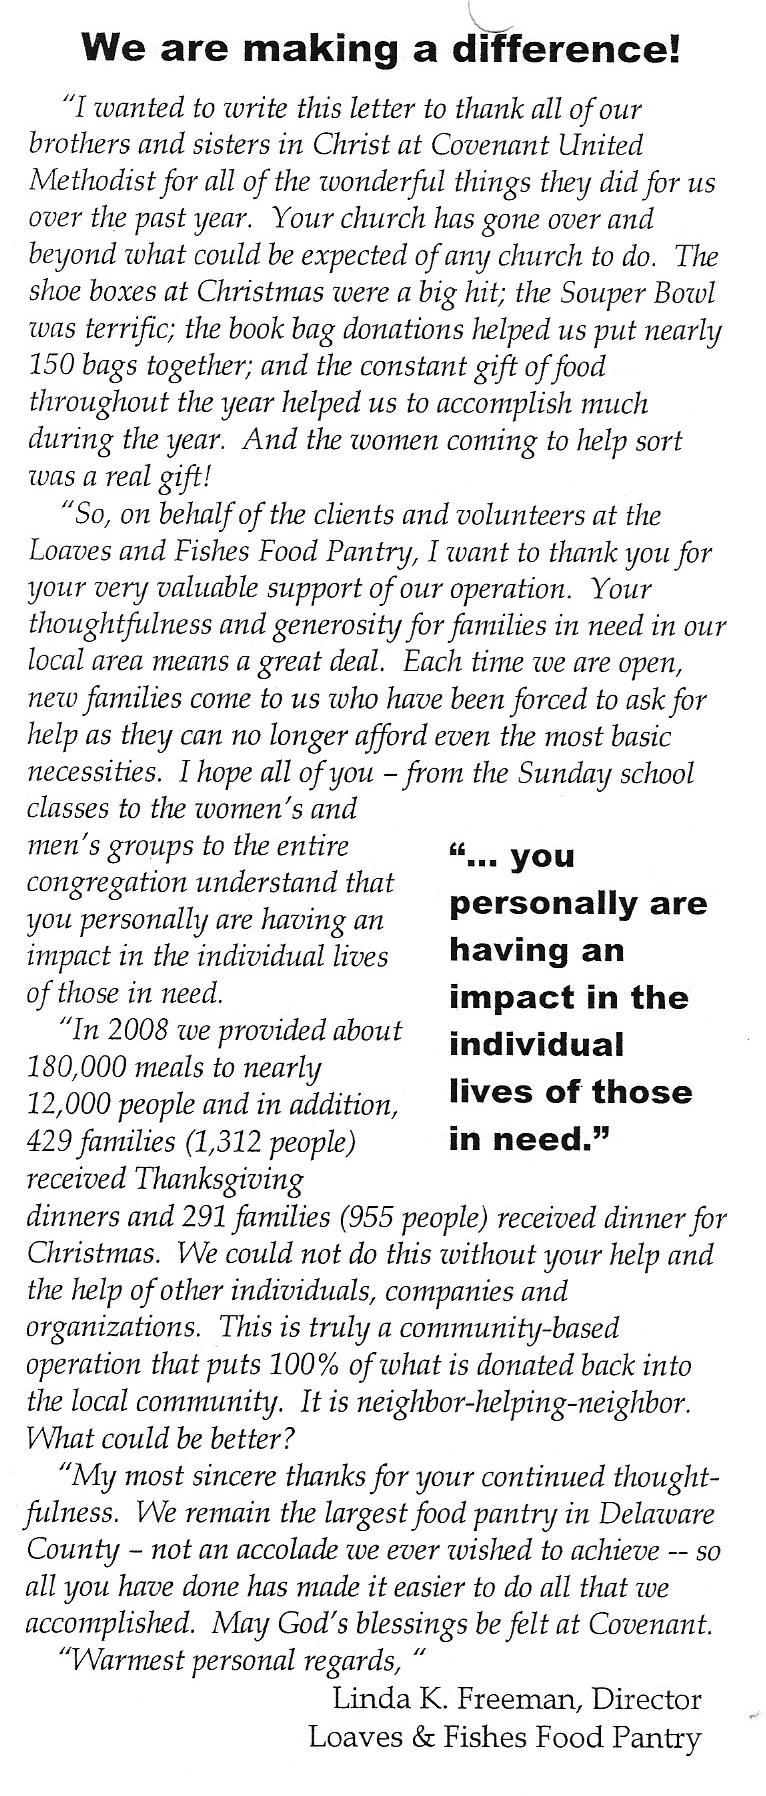 We are making a difference!
“I wanted to write this letter to thank all of our
brothers and sisters in Christ at Covenant United
Methodist for all of the wonderful things they did for us
over the past year.  Your church has gone over and
beyond what could be expected of any church to do.  The
shoe boxes at Christmas were a big hit; the Souper Bowl
was terrific; the book bag donations helped us put nearly
150 bags together; and the constant gift of food
throughout the year helped us to accomplish much
during the year.  And the women coming to help sort
was a real gift!
“So, on behalf of the clients and volunteers at the
Loaves and Fishes Food Pantry, I want to thank you for
your very valuable support of our operation.  Your
thoughtfulness and generosity for families in need in our
local area means a great deal.  Each time we are open,
new families come to us who have been forced to ask for
help as they can no longer afford even the most basic
necessities.  I hope all of you – from the Sunday school
classes to the women’s and
men’s groups to the entire
congregation understand that
you personally are having an
impact in the individual lives
of those in need.
“In 2008 we provided about
180,000 meals to nearly
12,000 people and in addition,
429 families (1,312 people)
received Thanksgiving
“... you
personally are
having an
impact in the
individual
lives of those
in need.”
dinners and 291 families (955 people) received dinner for
Christmas.  We could not do this without your help and
the help of other individuals, companies and
organizations.  This is truly a community-based
operation that puts 100% of what is donated back into
the local community.  It is neighbor-helping-neighbor.
What could be better?
“My most sincere thanks for your continued thought-
fulness.  We remain the largest food pantry in Delaware
County – not an accolade we ever wished to achieve -- so
all you have done has made it easier to do all that we
accomplished.  May God’s blessings be felt at Covenant.
“Warmest personal regards, “
Linda K. Freeman, Director
Loaves & Fishes Food Pantry